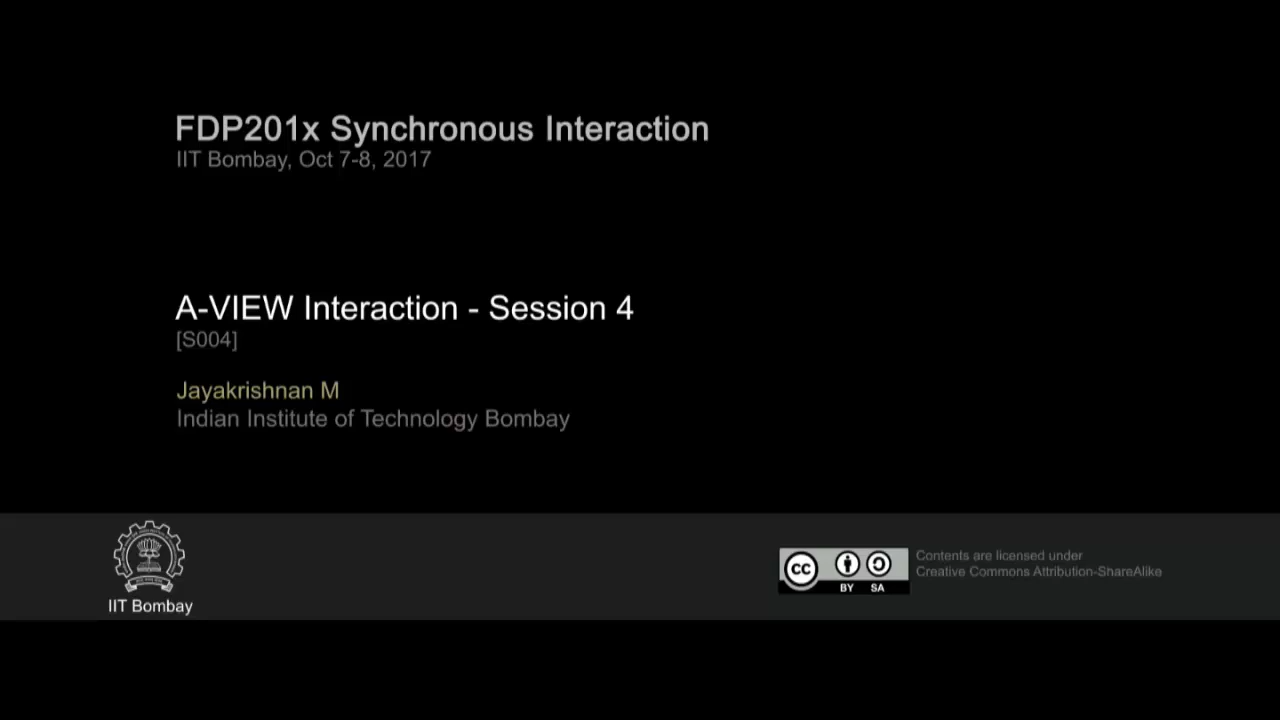 FDP201x Synchronous Interaction
IIT Bombay, Oct 7-8, 2017
A-VIEW Interaction - Session 4
[S004]
Jayakrishnan M
Indian Institute of Technology Bombay
IIT Bombay
cc
BY SA
Contents are licensed under
Creative Commons Attribution-ShareAlike